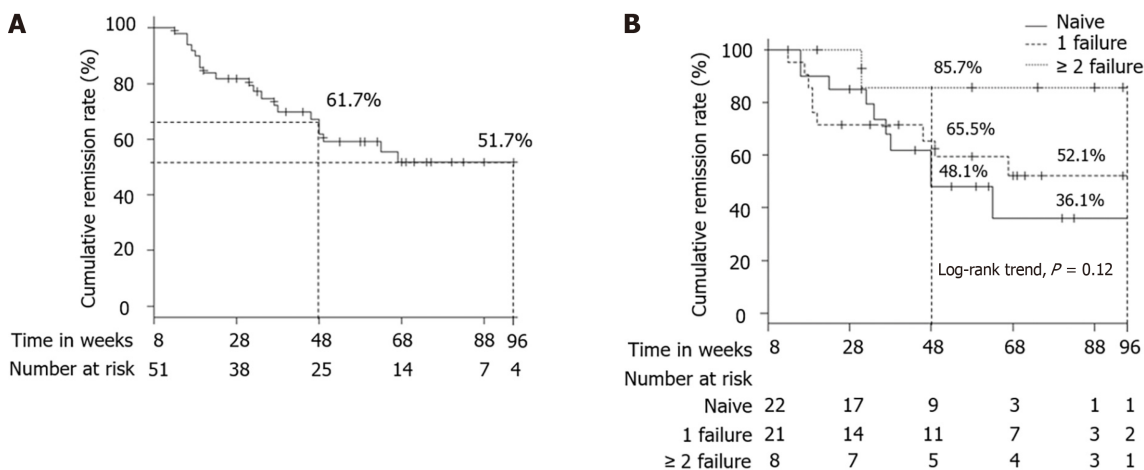 A
Cumulative remission rate (%)
100
80
60
40
20
0
61.7%
51.7%
Time in weeks 8 28 48 68 88 96
Number at risk 51 38 25 14 7 4
B
Naive
1 failure
≥ 2 failure
Cumulative remission rate (%)
100
80
60
40
20
0
85.7%
65.5%
52.1%
48.1%
36.1%
Log-rank trend, P = 0.12
Time in weeks 8 28 48 68 88 96
Number at risk
Naive 22 17 9 3 1 1
1 failure 21 14 11 7 3 2
≥ 2 failure 8 7 5 4 3 1